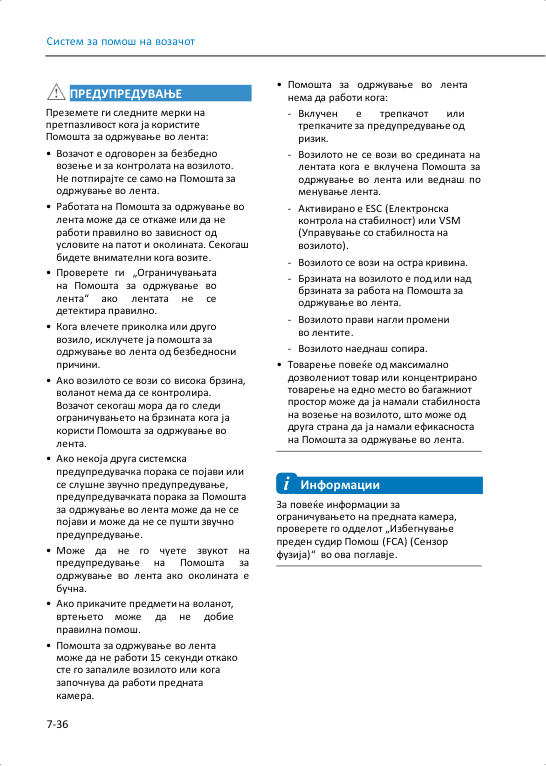 Систем за помош на возачот
ПРЕДУПРЕДУВАЊЕ
Преземете ги следните мерки на
претпазливост кога ја користите
Помошта за одржување во лента:
• Возачот е одговорен за безбедно
возење и за контролата на возилото.
Не потпирајте се само на Помошта за
одржување во лента.
• Работата на Помошта за одржување во
лента може да се откаже или да не
работи правилно во зависност од
условите на патот и околината. Секогаш
бидете внимателни кога возите.
• Проверете ги „Ограничувањата
на Помошта за одржување во
лента“ ако лентата не се
детектира правилно.
• Кога влечете приколка или друго
возило, исклучете ја помошта за
одржување во лента од безбедносни
причини.
• Ако возилото се вози со висока брзина,
воланот нема да се контролира.
Возачот секогаш мора да го следи
ограничувањето на брзината кога ја
користи Помошта за одржување во
лента.
• Ако некоја друга системска
предупредувачка порака се појави или
се слушне звучно предупредување,
предупредувачката порака за Помошта
за одржување во лента може да не се
појави и може да не се пушти звучно
предупредување.
• Може да не го чуете звукот на
предупредување на Помошта за
одржување во лента ако околината е
бучна.
• Ако прикачите предмети на воланот,
вртењето може да не добие
правилна помош.
• Помошта за одржување во лента
може да не работи 15 секунди откако
сте го запалиле возилото или кога
започнува да работи предната
камера.
• Помошта за одржување во лента
нема да работи кога:
- Вклучен е трепкачот или
трепкачите за предупредување од
ризик.
- Возилото не се вози во средината на
лентата кога е вклучена Помошта за
одржување во лента или веднаш по
менување лента.
- Активирано е ESC (Електронска
контрола на стабилност) или VSM
(Управување со стабилноста на
возилото).
- Возилото се вози на остра кривина.
- Брзината на возилото е под или над
брзината за работа на Помошта за
одржување во лента.
- Возилото прави нагли промени
во лентите.
- Возилото наеднаш сопира.
• Товарење повеќе од максимално
дозволениот товар или концентрирано
товарење на едно место во багажниот
простор може да ја намали стабилноста
на возење на возилото, што може од
друга страна да ја намали ефикасноста
на Помошта за одржување во лента.
i Информации
За повеќе информации за
ограничувањето на предната камера,
проверете го одделот „Избегнување
преден судир Помош (FCA) (Сензор
фузија)“ во ова поглавје.
7-36